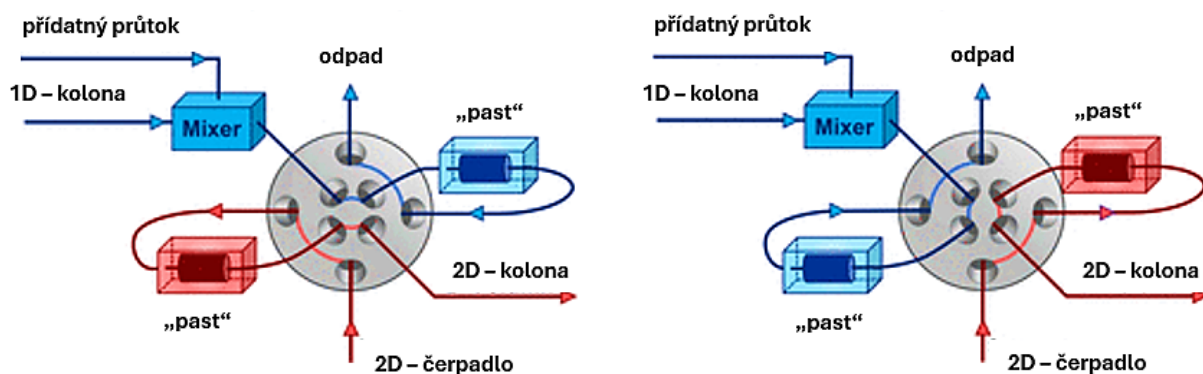 přídatný průtok
odpad
1D – kolona
Mixer
„past“
2D – kolona
„past“
2D – čerpadlo
přídatný průtok
odpad
1D – kolona
Mixer
„past“
2D – kolona
„past“
2D – čerpadlo